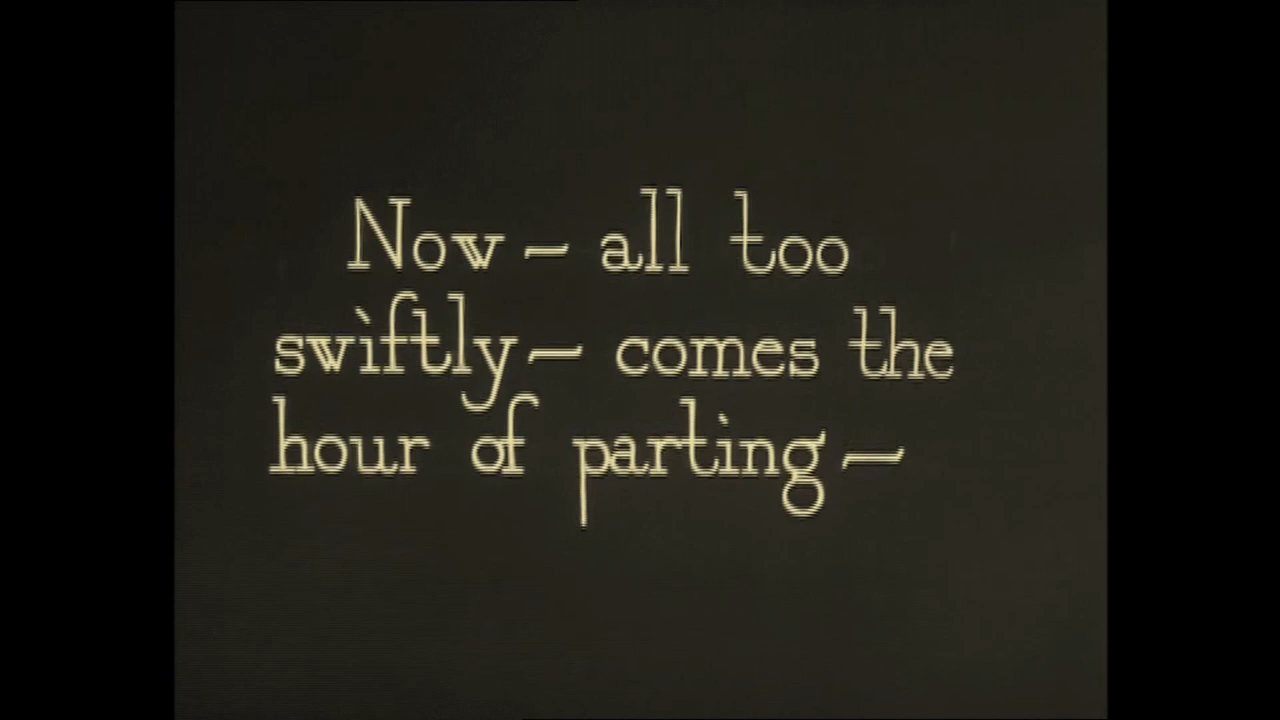 Now — all too
swiftly — comes the
hour of parting —